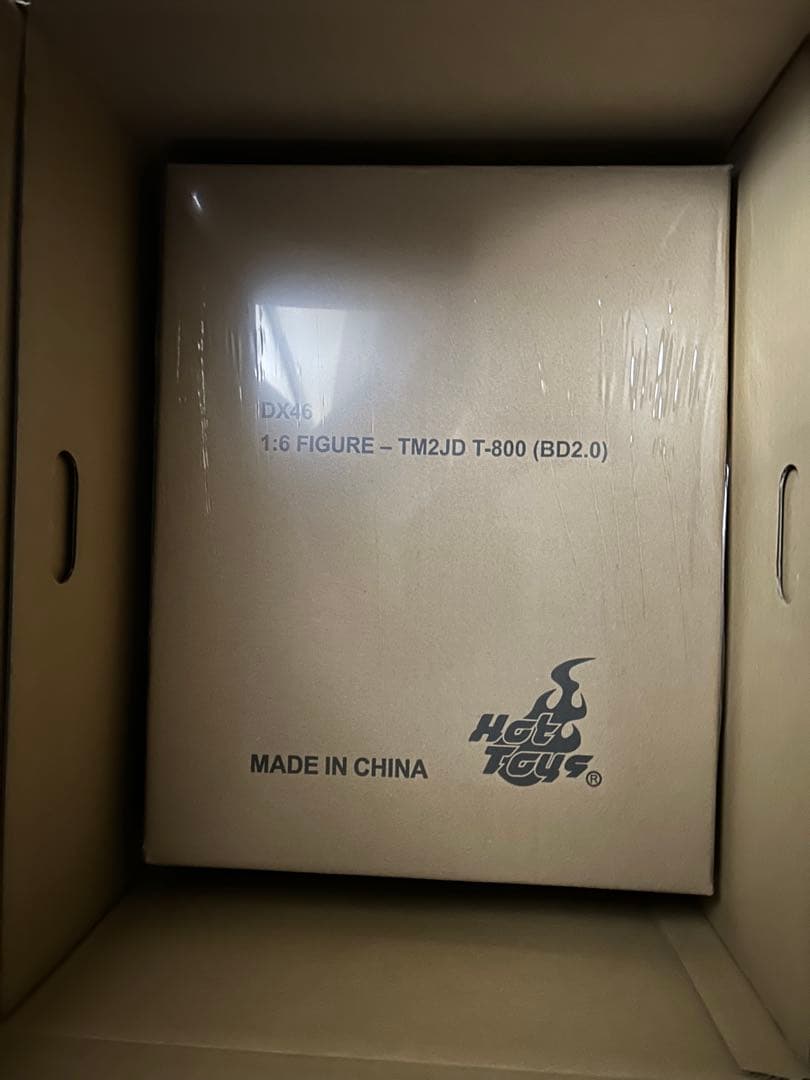 DX46
1:6 FIGURE – TM2JD T-800 (BD2.0)
MADE IN CHINA
Hot
Toys®